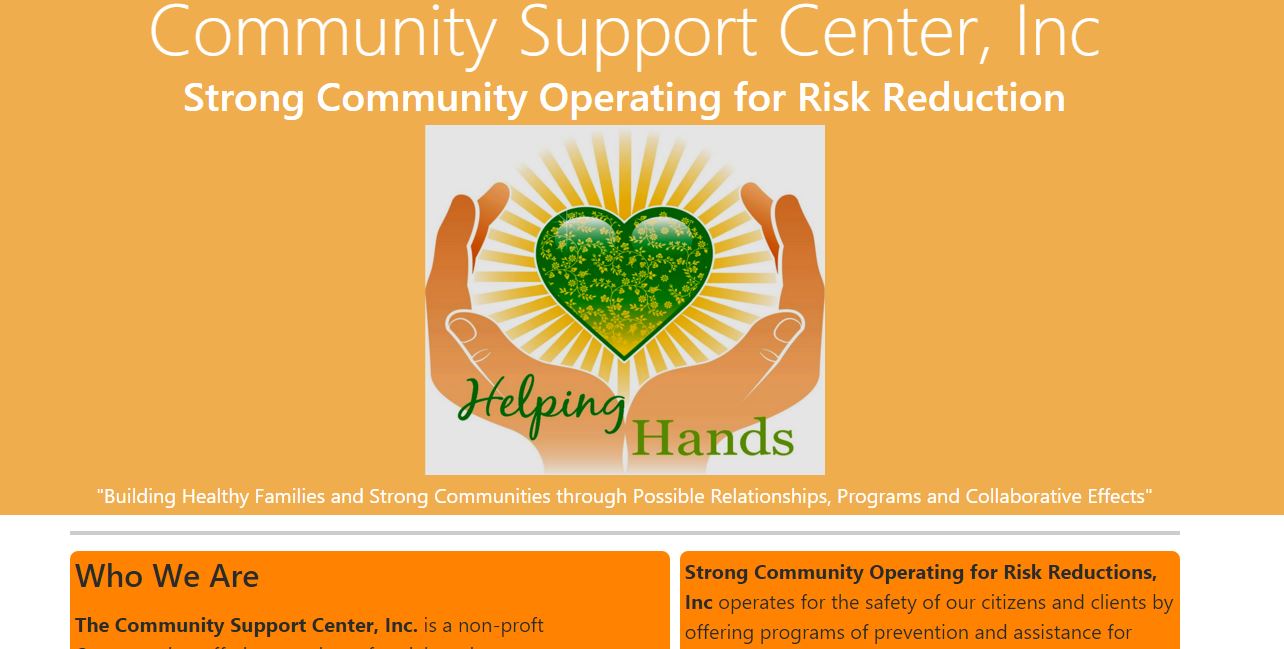 Community Support Center, Inc
Strong Community Operating for Risk Reduction
Helping
Hands
"Building Healthy Families and Strong Communities through Possible Relationships, Programs and Collaborative Effects"
Who We Are
The Community Support Center, Inc. is a non-proft
Strong Community Operating for Risk Reductions,
Inc operates for the safety of our citizens and clients by
offering programs of prevention and assistance for